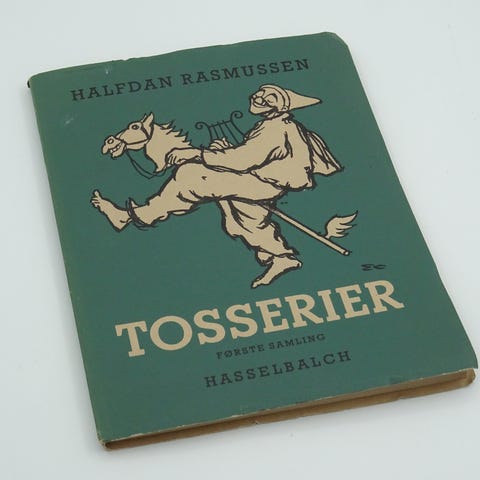 HALFDAN RASMUSSEN
TOSSERIER
FØRSTE SAMLING
HASSELBALCH